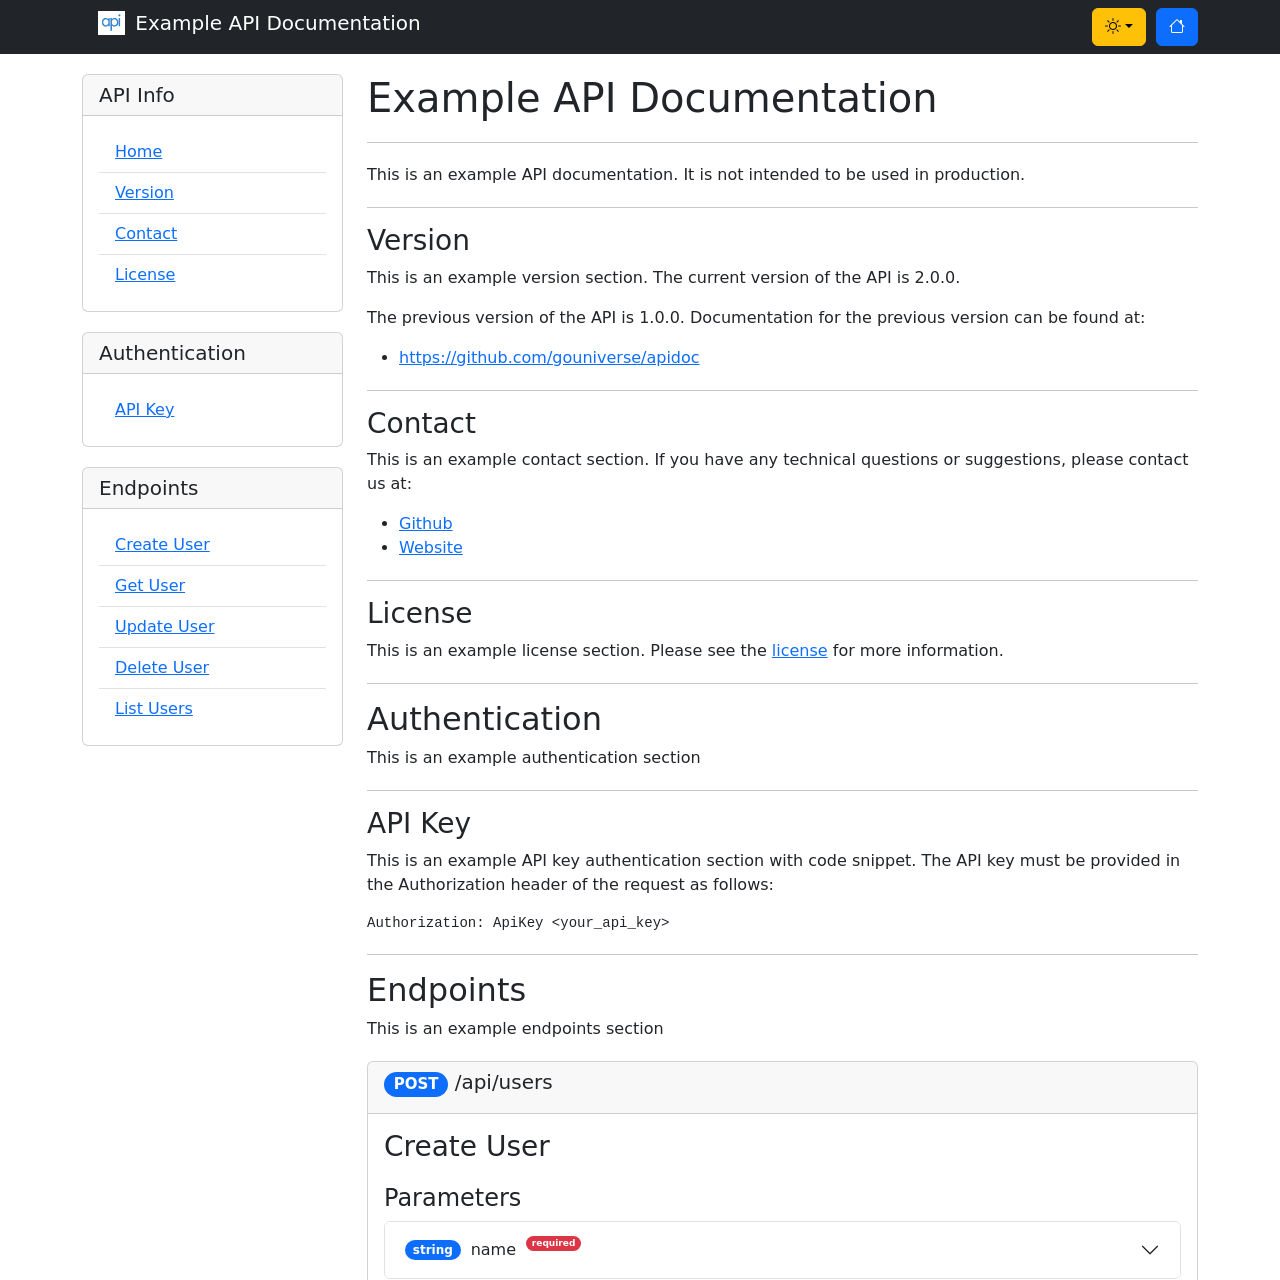 api Example API Documentation
API Info
Home
Version
Contact
License
Authentication
API Key
Endpoints
Create User
Get User
Update User
Delete User
List Users
Example API Documentation
This is an example API documentation. It is not intended to be used in production.
Version
This is an example version section. The current version of the API is 2.0.0.
The previous version of the API is 1.0.0. Documentation for the previous version can be found at:
https://github.com/gouniverse/apidoc
Contact
This is an example contact section. If you have any technical questions or suggestions, please contact
us at:
Github
Website
License
This is an example license section. Please see the license for more information.
Authentication
This is an example authentication section
API Key
This is an example API key authentication section with code snippet. The API key must be provided in
the Authorization header of the request as follows:
Authorization: ApiKey <your_api_key>
Endpoints
This is an example endpoints section
POST /api/users
Create User
Parameters
string name required